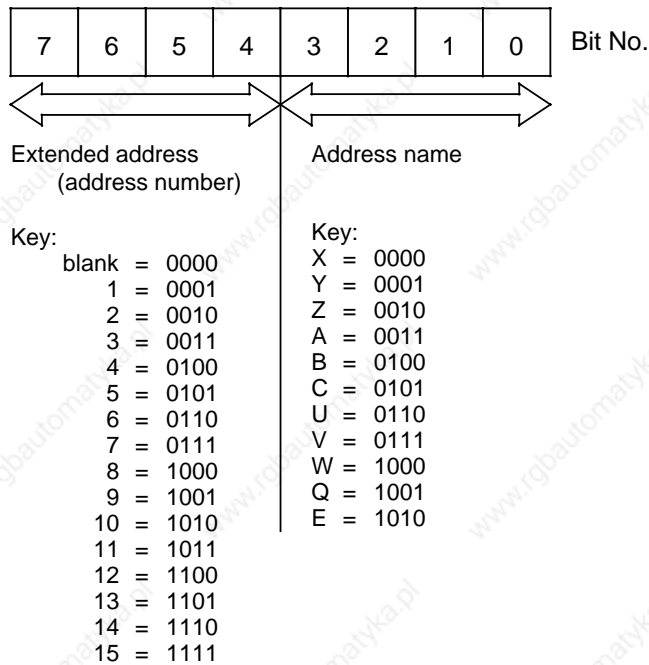 7 6 5 4 3 2 1 0 Bit No.
Extended address
(address number)
Key:
blank = 0000
1 = 0001
2 = 0010
3 = 0011
4 = 0100
5 = 0101
6 = 0110
7 = 0111
8 = 1000
9 = 1001
10 = 1010
11 = 1011
12 = 1100
13 = 1101
14 = 1110
15 = 1111
Address name
Key:
X = 0000
Y = 0001
Z = 0010
A = 0011
B = 0100
C = 0101
U = 0110
V = 0111
W = 1000
Q = 1001
E = 1010
www.rgbautomatyka.pl